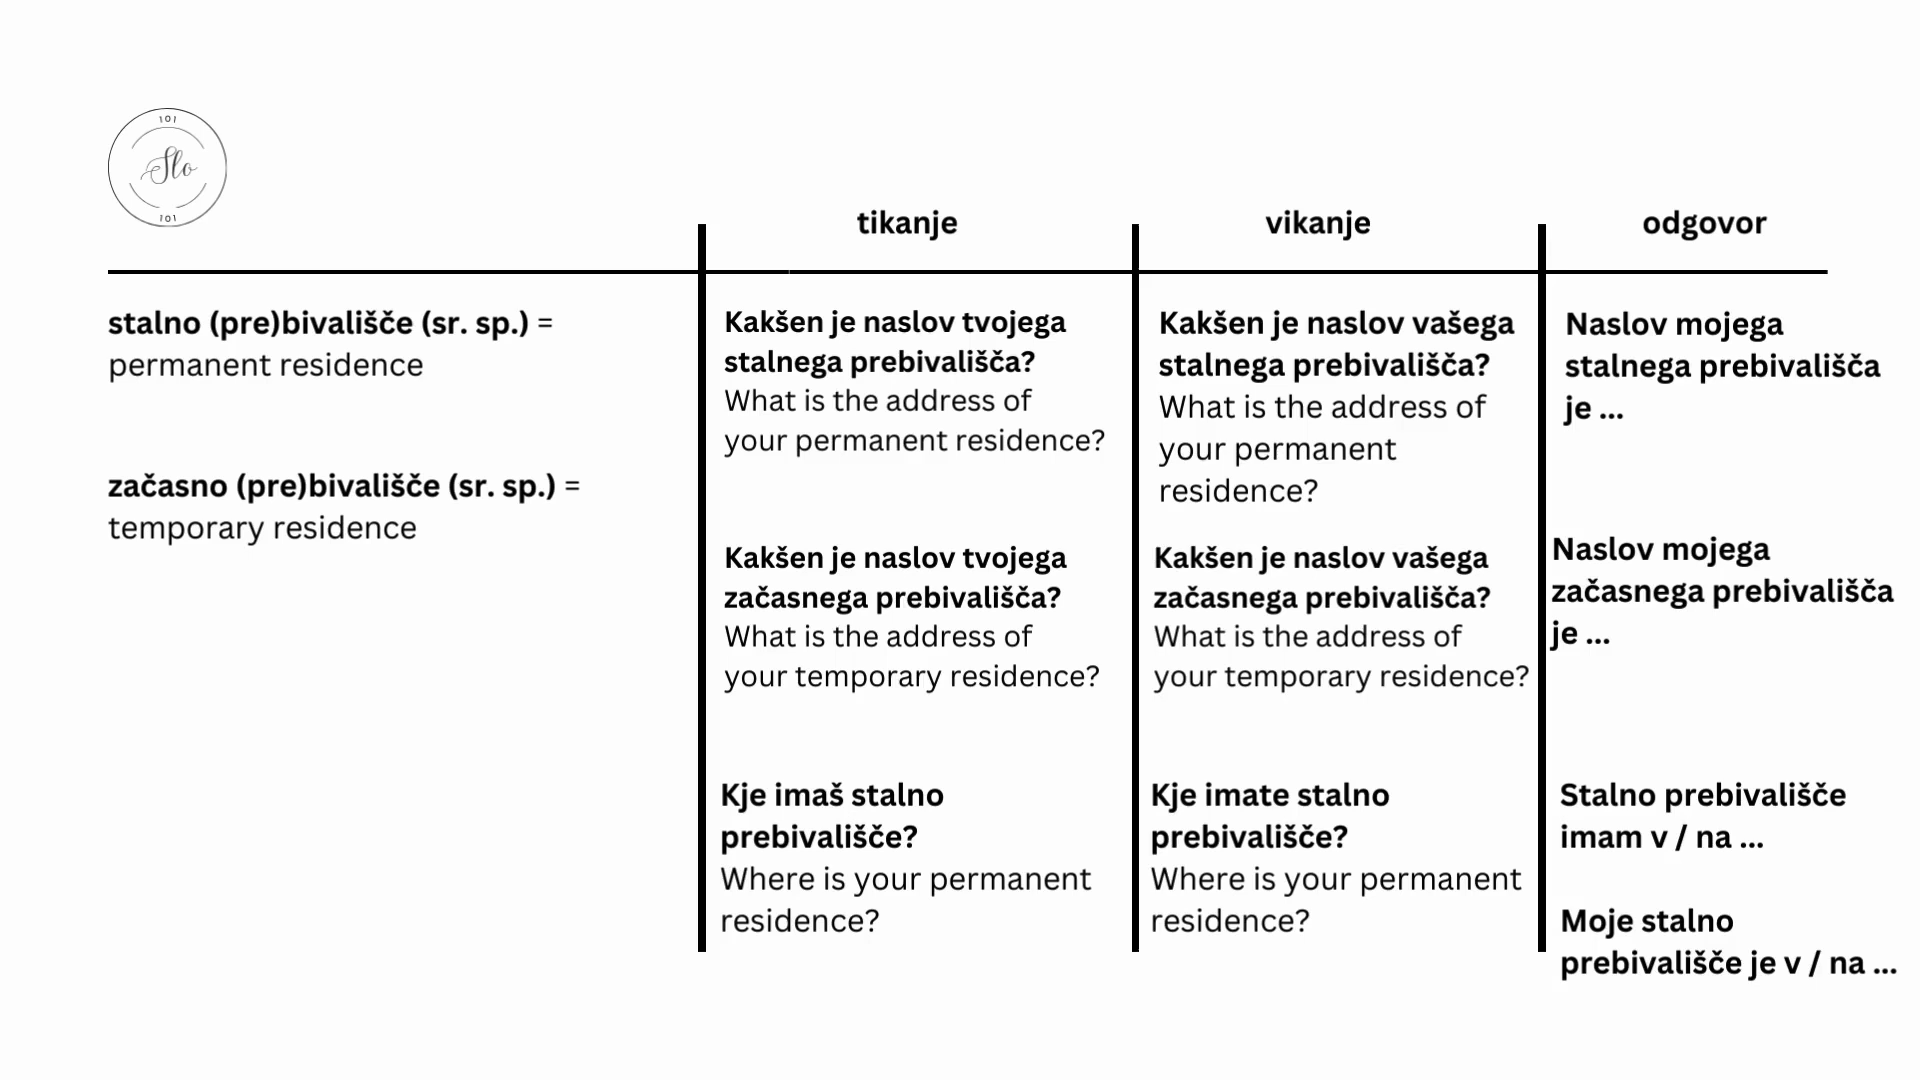 101
Slo
101
tikanje
vikanje
odgovor
stalno (pre)bivališče (sr. sp.) =
permanent residence
začasno (pre)bivališče (sr. sp.) =
temporary residence
Kakšen je naslov tvojega
stalnega prebivališča?
What is the address of
your permanent residence?
Kakšen je naslov tvojega
začasnega prebivališča?
What is the address of
your temporary residence?
Kje imaš stalno
prebivališče?
Where is your permanent
residence?
Kakšen je naslov vašega
stalnega prebivališča?
What is the address of
your permanent
residence?
Kakšen je naslov vašega
začasnega prebivališča?
What is the address of
your temporary residence?
Kje imate stalno
prebivališče?
Where is your permanent
residence?
Naslov mojega
stalnega prebivališča
je ...
Naslov mojega
začasnega prebivališča
je ...
Stalno prebivališče
imam v / na ...
Moje stalno
prebivališče je v / na ...